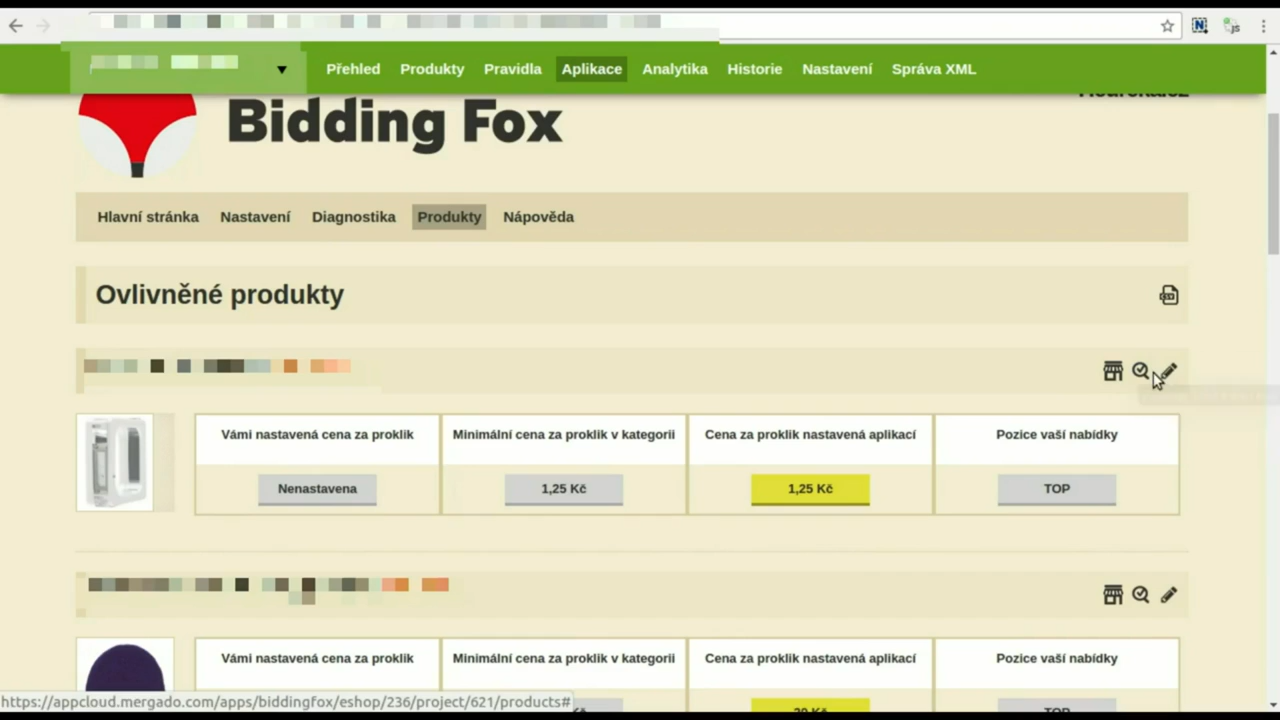 Přehled Produkty Pravidla Aplikace Analytika Historie Nastavení Správa XML
Bidding Fox
Hlavní stránka Nastavení Diagnostika Produkty Nápověda
Ovlivněné produkty
Vámi nastavená cena za proklik Minimální cena za proklik v kategorii Cena za proklik nastavená aplikací Pozice vaší nabídky
Nenastavena 1,25 Kč 1,25 Kč TOP
Vámi nastavená cena za proklik Minimální cena za proklik v kategorii Cena za proklik nastavená aplikací Pozice vaší nabídky
Kč 20 Kč TOP
https://appcloud.mergado.com/apps/biddingfox/eshop/236/project/621/products#